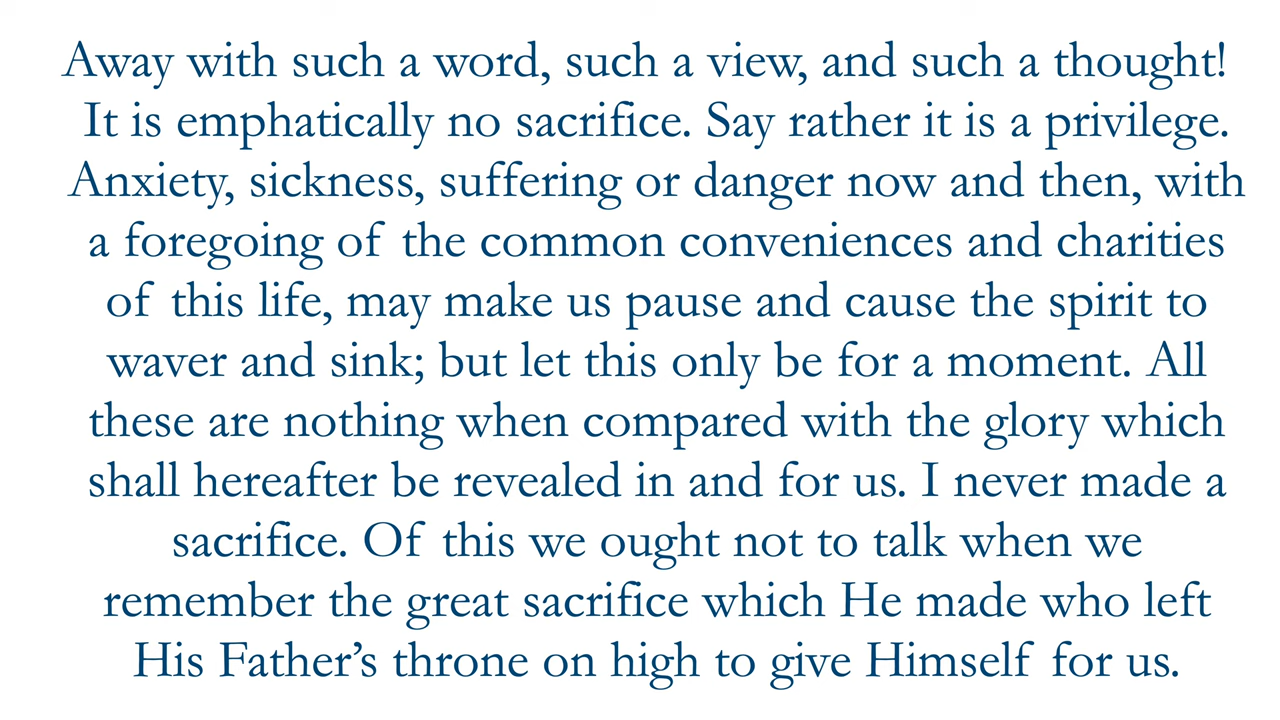 Away with such a word, such a view, and such a thought!
It is emphatically no sacrifice. Say rather it is a privilege.
Anxiety, sickness, suffering or danger now and then, with
a foregoing of the common conveniences and charities
of this life, may make us pause and cause the spirit to
waver and sink; but let this only be for a moment. All
these are nothing when compared with the glory which
shall hereafter be revealed in and for us. I never made a
sacrifice. Of this we ought not to talk when we
remember the great sacrifice which He made who left
His Father’s throne on high to give Himself for us.